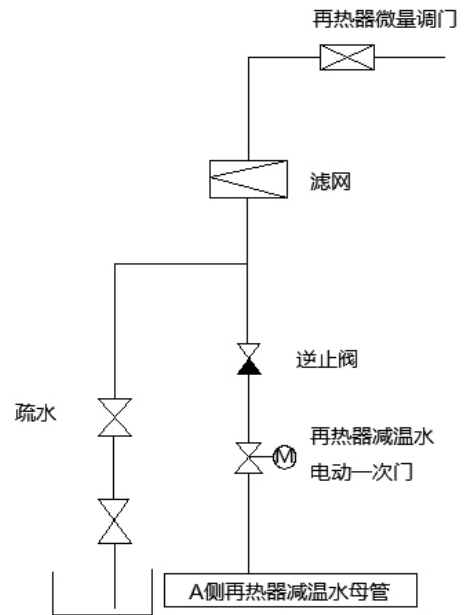 再热器微量调门
滤网
逆止阀
疏水
再热器减温水
M
电动一次门
A侧再热器减温水母管